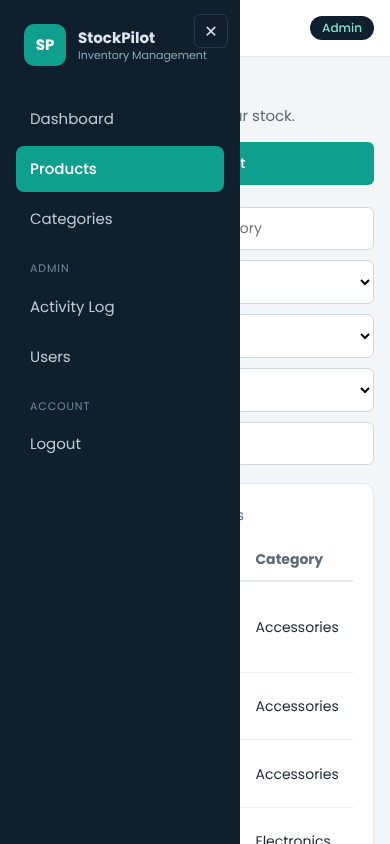 SP
StockPilot
Inventory Management
×
Admin
Dashboard
stock.
Products
Categories
ADMIN
Activity Log
Users
ACCOUNT
Logout
Category
Accessories
Accessories
Accessories
Electronics